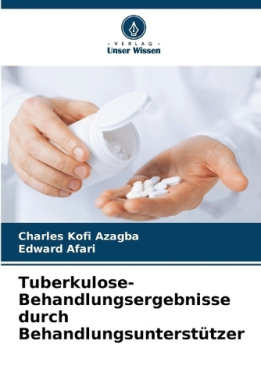 VERLAG
Unser Wissen
Charles Kofi Azagba
Edward Afari
Tuberkulose-
Behandlungsergebnisse
durch
Behandlungsunterstützer